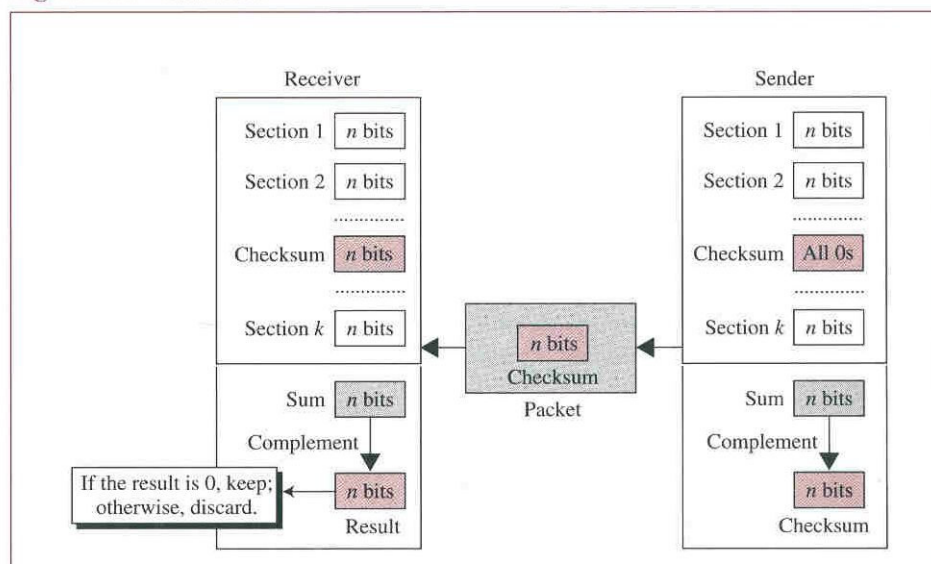 Receiver
Section 1 n bits
Section 2 n bits
Checksum n bits
Section k n bits
Sum n bits
Complement
n bits
Result
If the result is 0, keep;
otherwise, discard.
n bits
Checksum
Packet
Sender
Section 1 n bits
Section 2 n bits
Checksum All 0s
Section k n bits
Sum n bits
Complement
n bits
Checksum